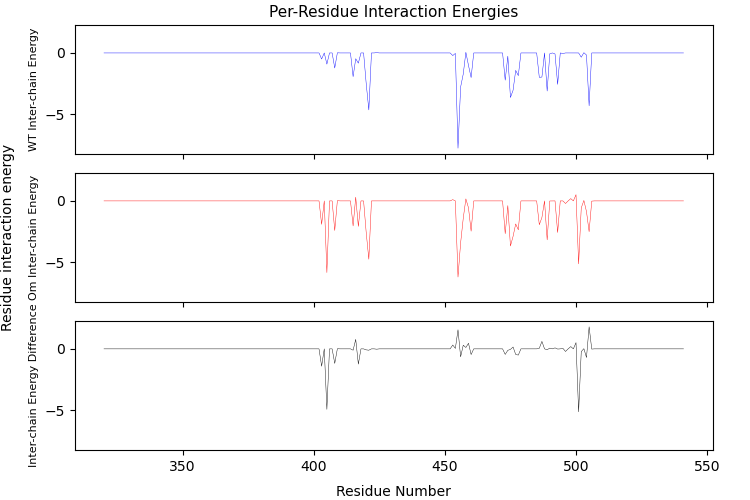 Per-Residue Interaction Energies
Residue interaction energy
WT Inter-chain Energy
0
−5
Om Inter-chain Energy
0
−5
Inter-chain Energy Difference
0
−5
350
400
450
500
550
Residue Number